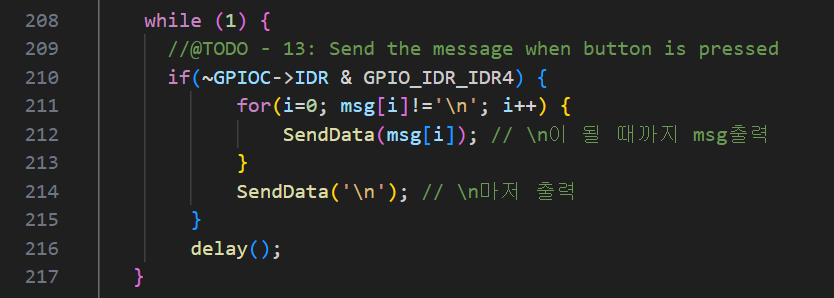 208 while (1) {
209 //@TODO - 13: Send the message when button is pressed
210 if(~GPIOC->IDR & GPIO_IDR_IDR4) {
211 for(i=0; msg[i]!='\n'; i++) {
212 SendData(msg[i]); // \n이 될 때까지 msg출력
213 }
214 SendData('\n'); // \n마저 출력
215 }
216 delay();
217 }